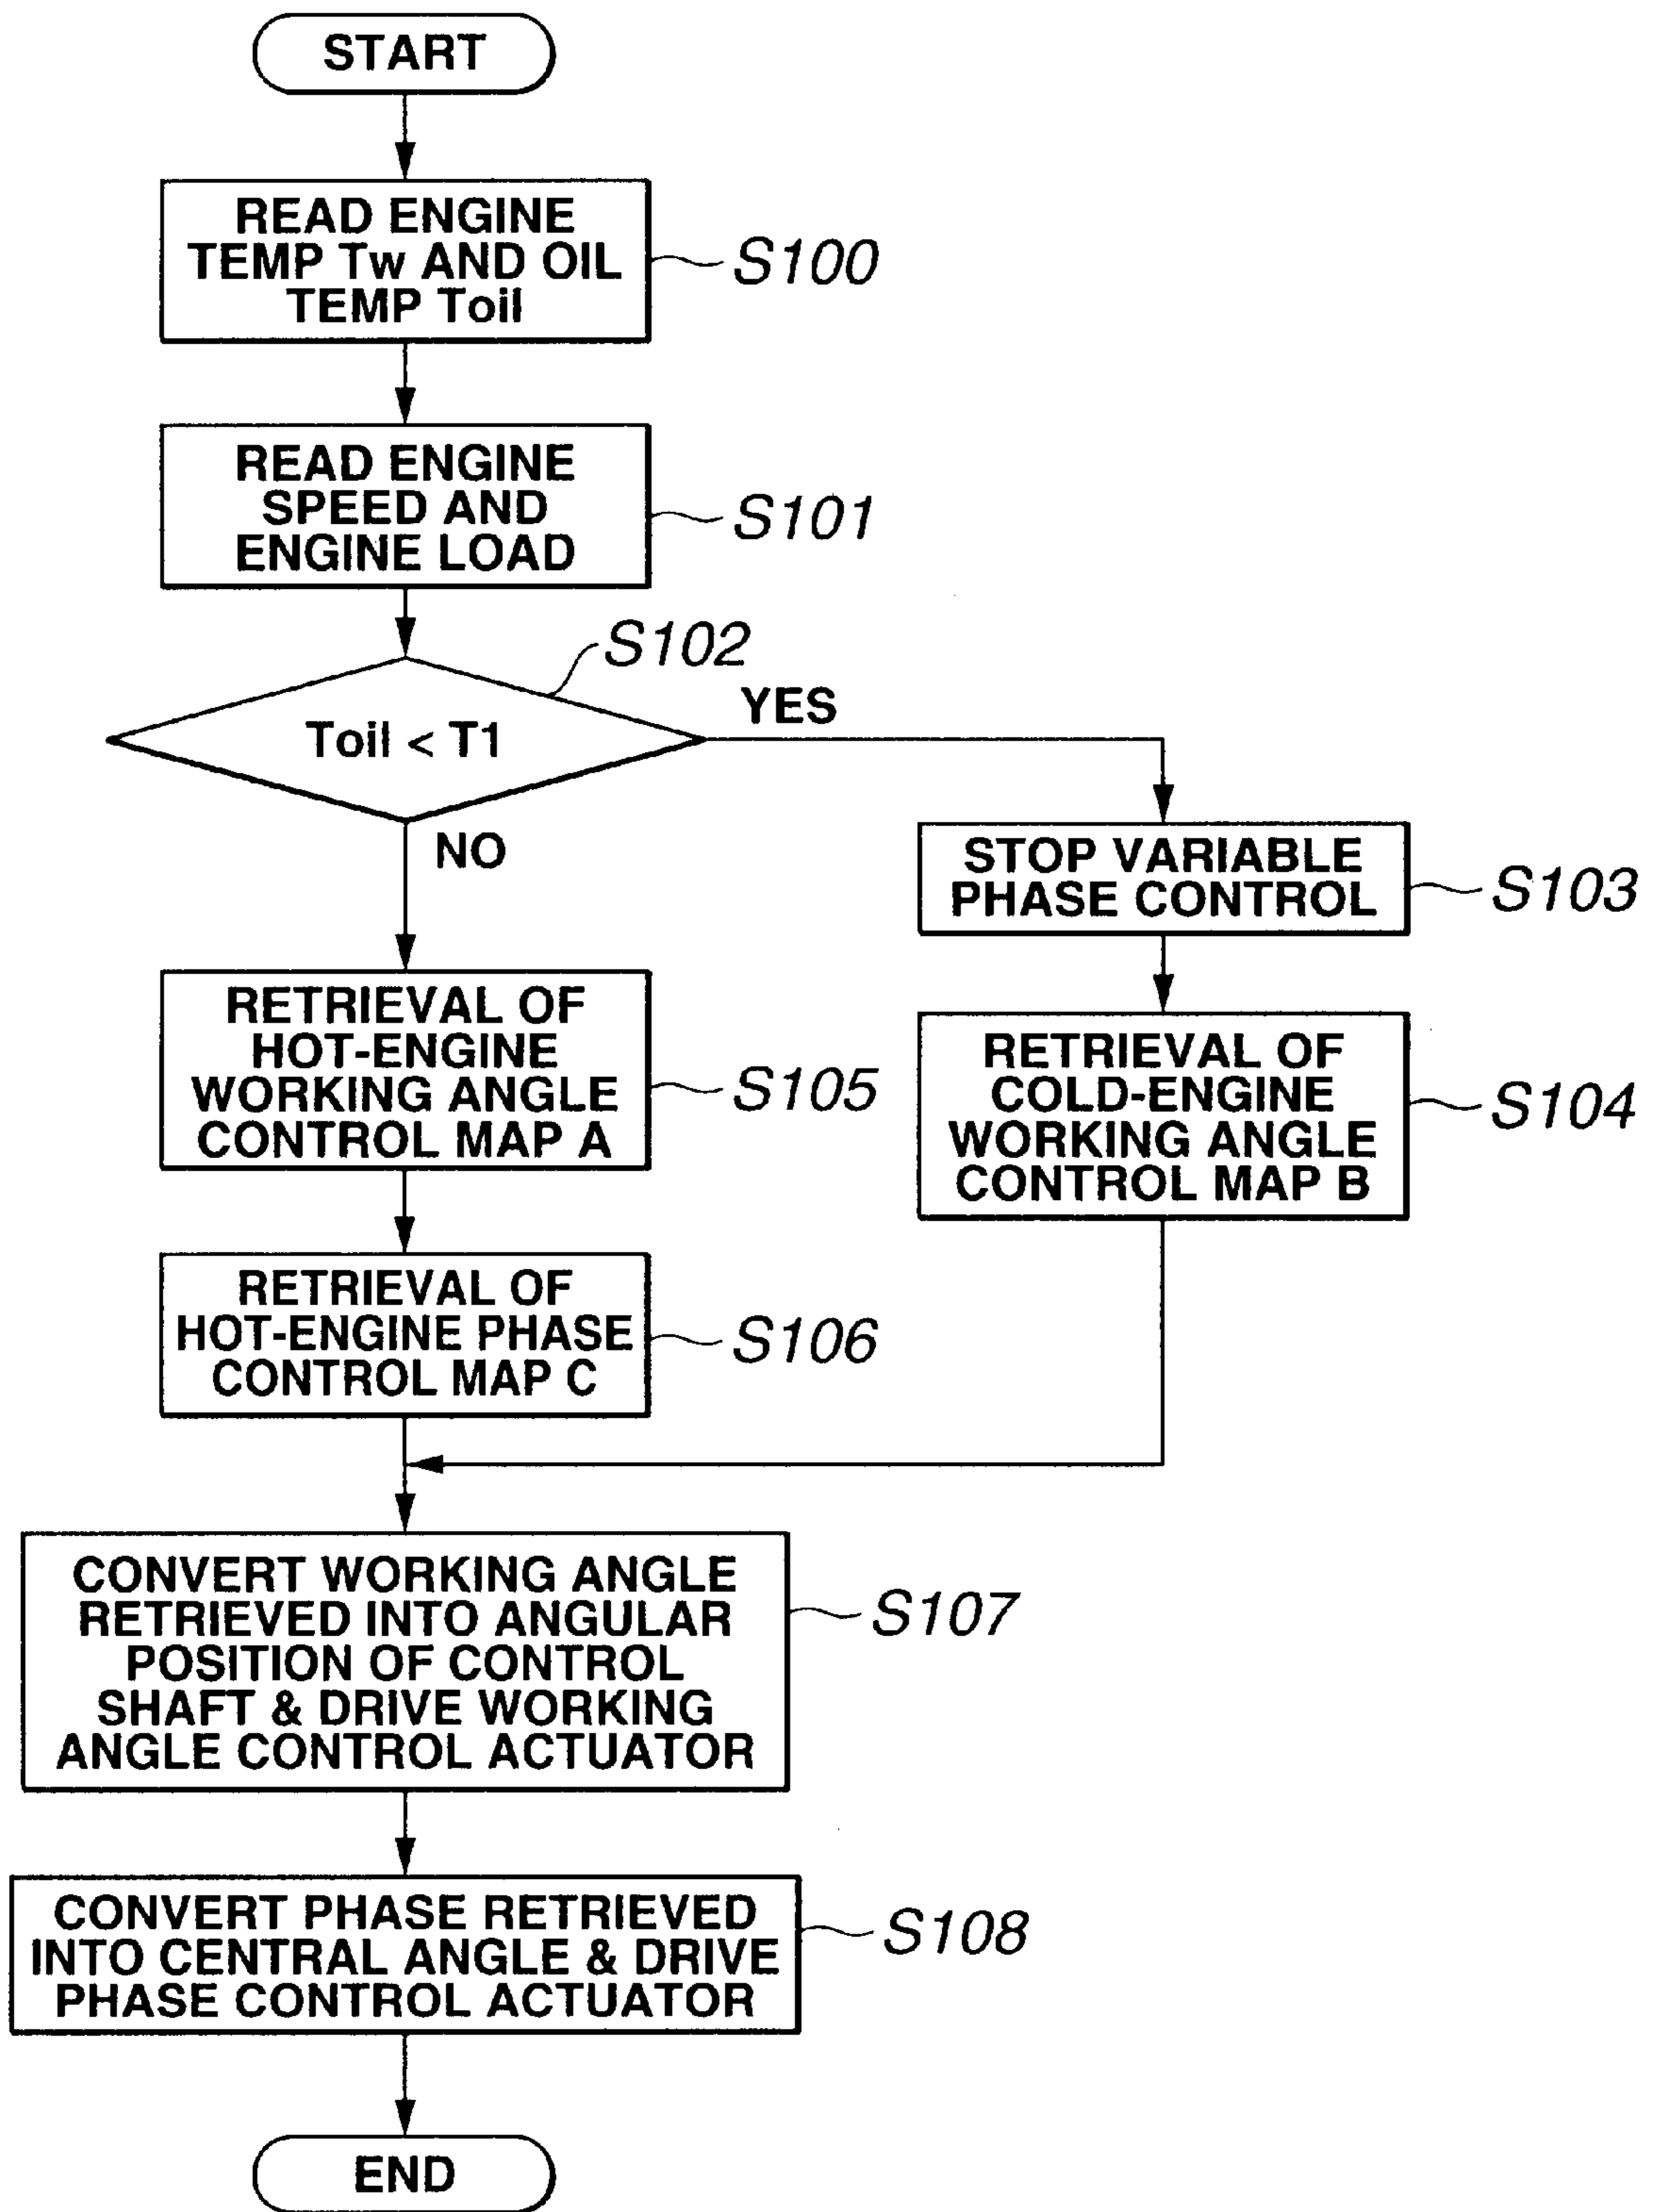 START
READ ENGINE
TEMP Tw AND OIL
TEMP Toil
S100
READ ENGINE
SPEED AND
ENGINE LOAD
S101
S102
Toil < T1
YES
NO
STOP VARIABLE
PHASE CONTROL
S103
RETRIEVAL OF
HOT-ENGINE
WORKING ANGLE
CONTROL MAP A
S105
RETRIEVAL OF
COLD-ENGINE
WORKING ANGLE
CONTROL MAP B
S104
RETRIEVAL OF
HOT-ENGINE PHASE
CONTROL MAP C
S106
CONVERT WORKING ANGLE
RETRIEVED INTO ANGULAR
POSITION OF CONTROL
SHAFT & DRIVE WORKING
ANGLE CONTROL ACTUATOR
S107
CONVERT PHASE RETRIEVED
INTO CENTRAL ANGLE & DRIVE
PHASE CONTROL ACTUATOR
S108
END